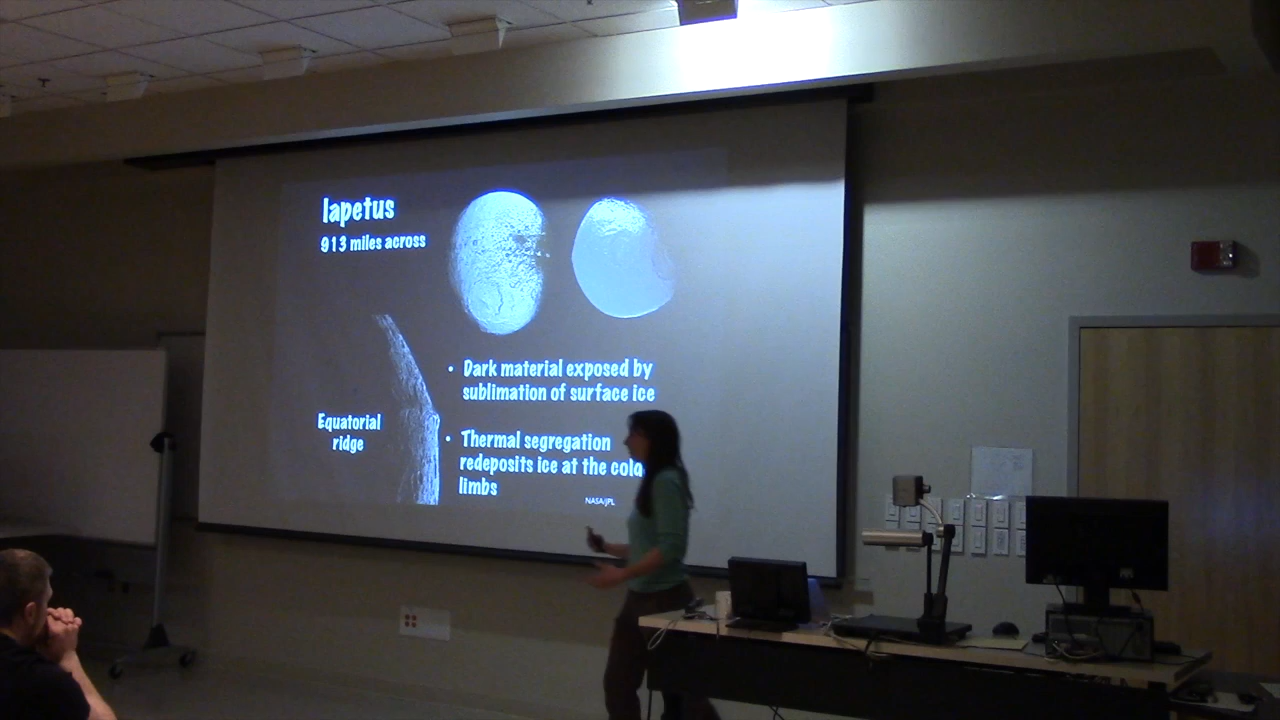 Iapetus
913 miles across
• Dark material exposed by
sublimation of surface ice
Equatorial
ridge
• Thermal segregation
redeposits ice at the cold
limbs
NASA/JPL